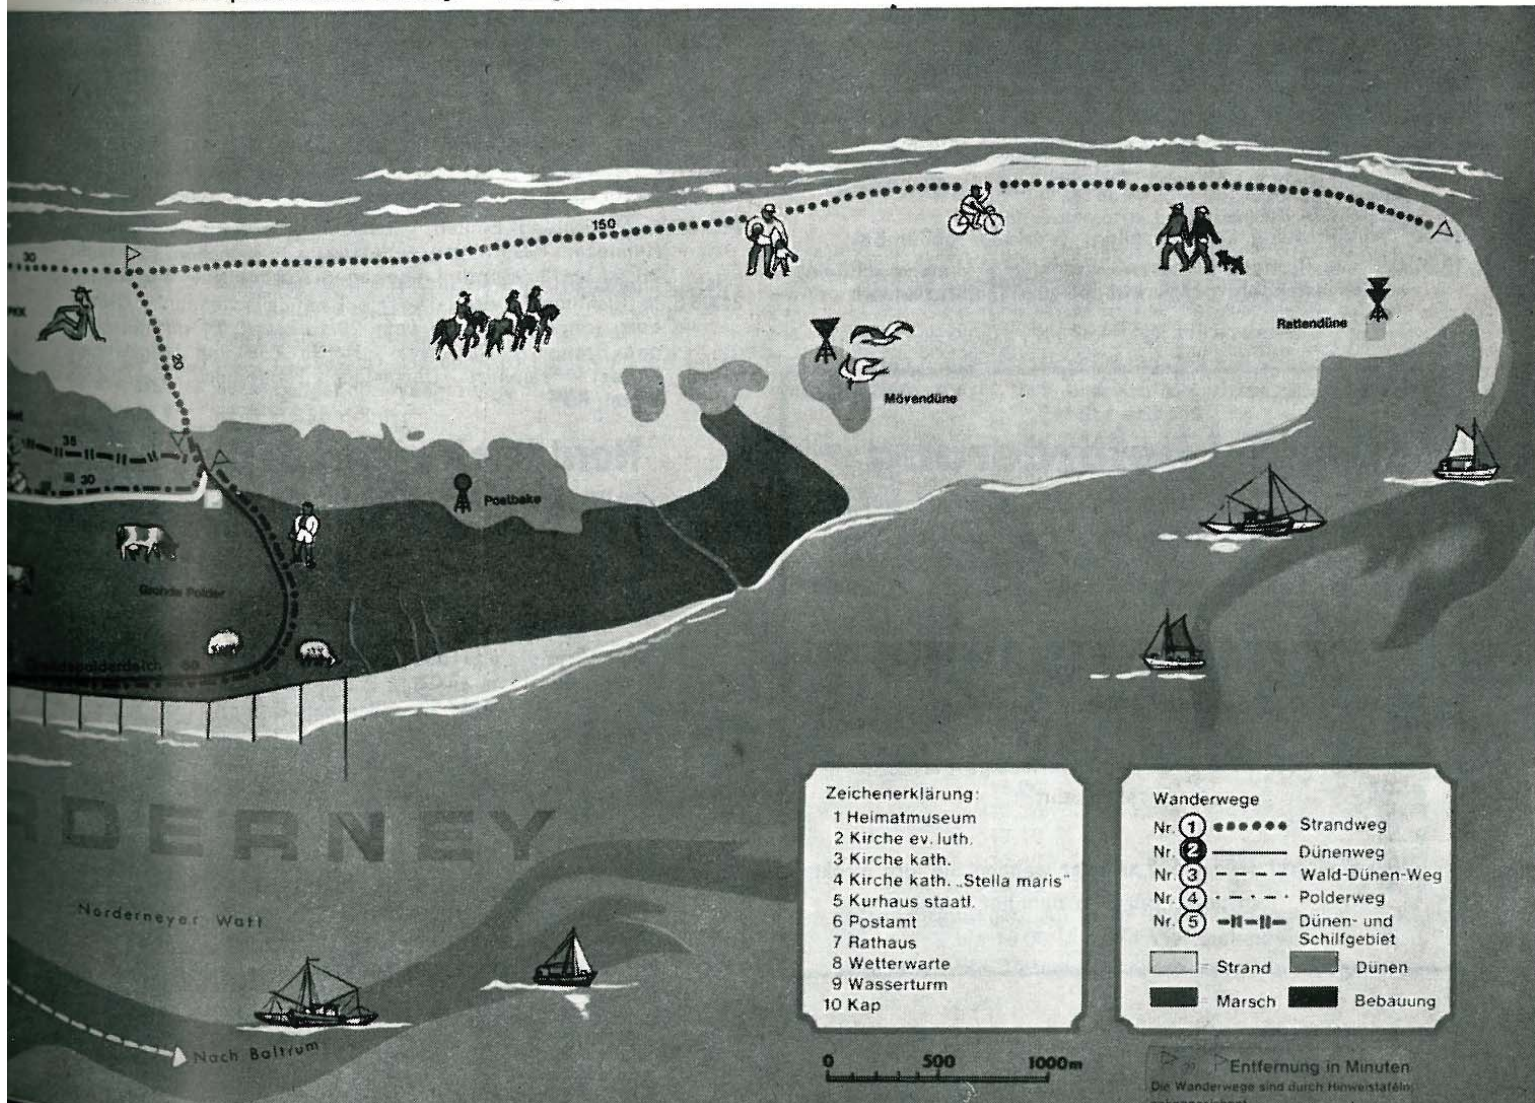 30
150
20
Rattendüne
Mövendüne
35
30
Postbake
Grohde Polder
RDERNEY
Norderneyer Watt
Nach Baltrum
Zeichenerklärung:
1 Heimatmuseum
2 Kirche ev. luth.
3 Kirche kath.
4 Kirche kath. „Stella maris“
5 Kurhaus staatl.
6 Postamt
7 Rathaus
8 Wetterwarte
9 Wasserturm
10 Kap
0 500 1000m
Wanderwege
Nr. 1 Strandweg
Nr. 2 Dünenweg
Nr. 3 Wald-Dünen-Weg
Nr. 4 Polderweg
Nr. 5 Dünen- und
Schilfgebiet
Strand Dünen
Marsch Bebauung
Entfernung in Minuten
Die Wanderwege sind durch Hinweistafeln